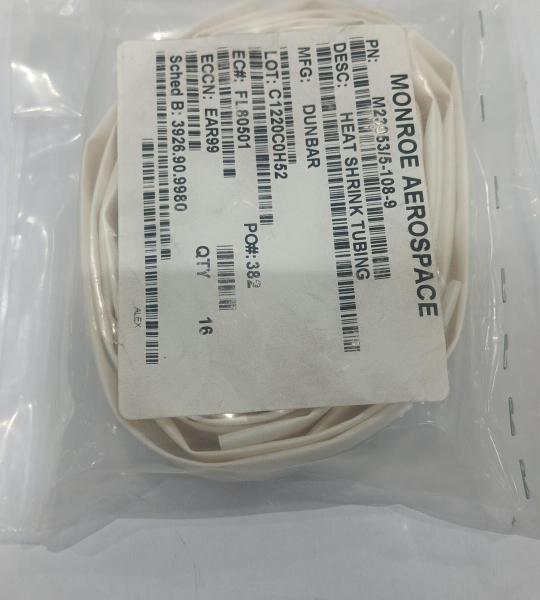 MONROE AEROSPACE
PN: M23053/5-108-9
DESC: HEAT SHRINK TUBING
MFG: DUNBAR
LOT: C1220C0H52
EC#: FL80501 PO#: 382
ECCN: EAR99 QTY 16
Sched B: 3926.90.9980
ALEX